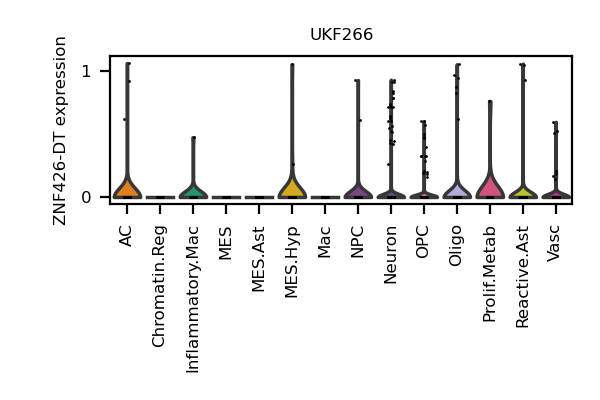 UKF266
ZNF426-DT expression
1
0
AC
Chromatin.Reg
Inflammatory.Mac
MES
MES.Ast
MES.Hyp
Mac
NPC
Neuron
OPC
Oligo
Prolif.Metab
Reactive.Ast
Vasc